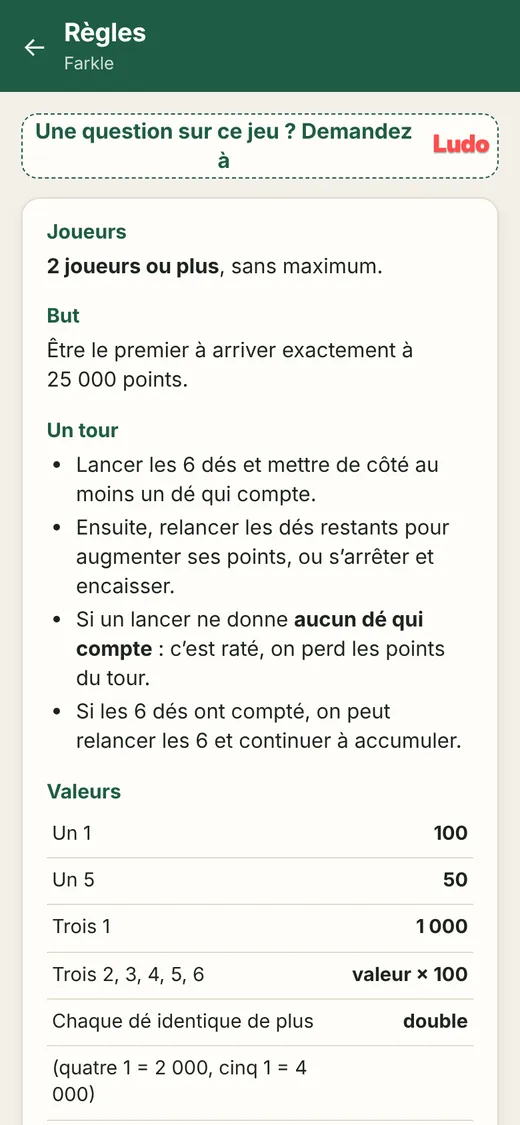 Règles
Farkle
Une question sur ce jeu ? Demandez
à
Ludo
Joueurs
2 joueurs ou plus, sans maximum.
But
Être le premier à arriver exactement à
25 000 points.
Un tour
• Lancer les 6 dés et mettre de côté au
moins un dé qui compte.
• Ensuite, relancer les dés restants pour
augmenter ses points, ou s’arrêter et
encaisser.
• Si un lancer ne donne aucun dé qui
compte : c’est raté, on perd les points
du tour.
• Si les 6 dés ont compté, on peut
relancer les 6 et continuer à accumuler.
Valeurs
Un 1 100
Un 5 50
Trois 1 1 000
Trois 2, 3, 4, 5, 6 valeur × 100
Chaque dé identique de plus double
(quatre 1 = 2 000, cinq 1 = 4
000)